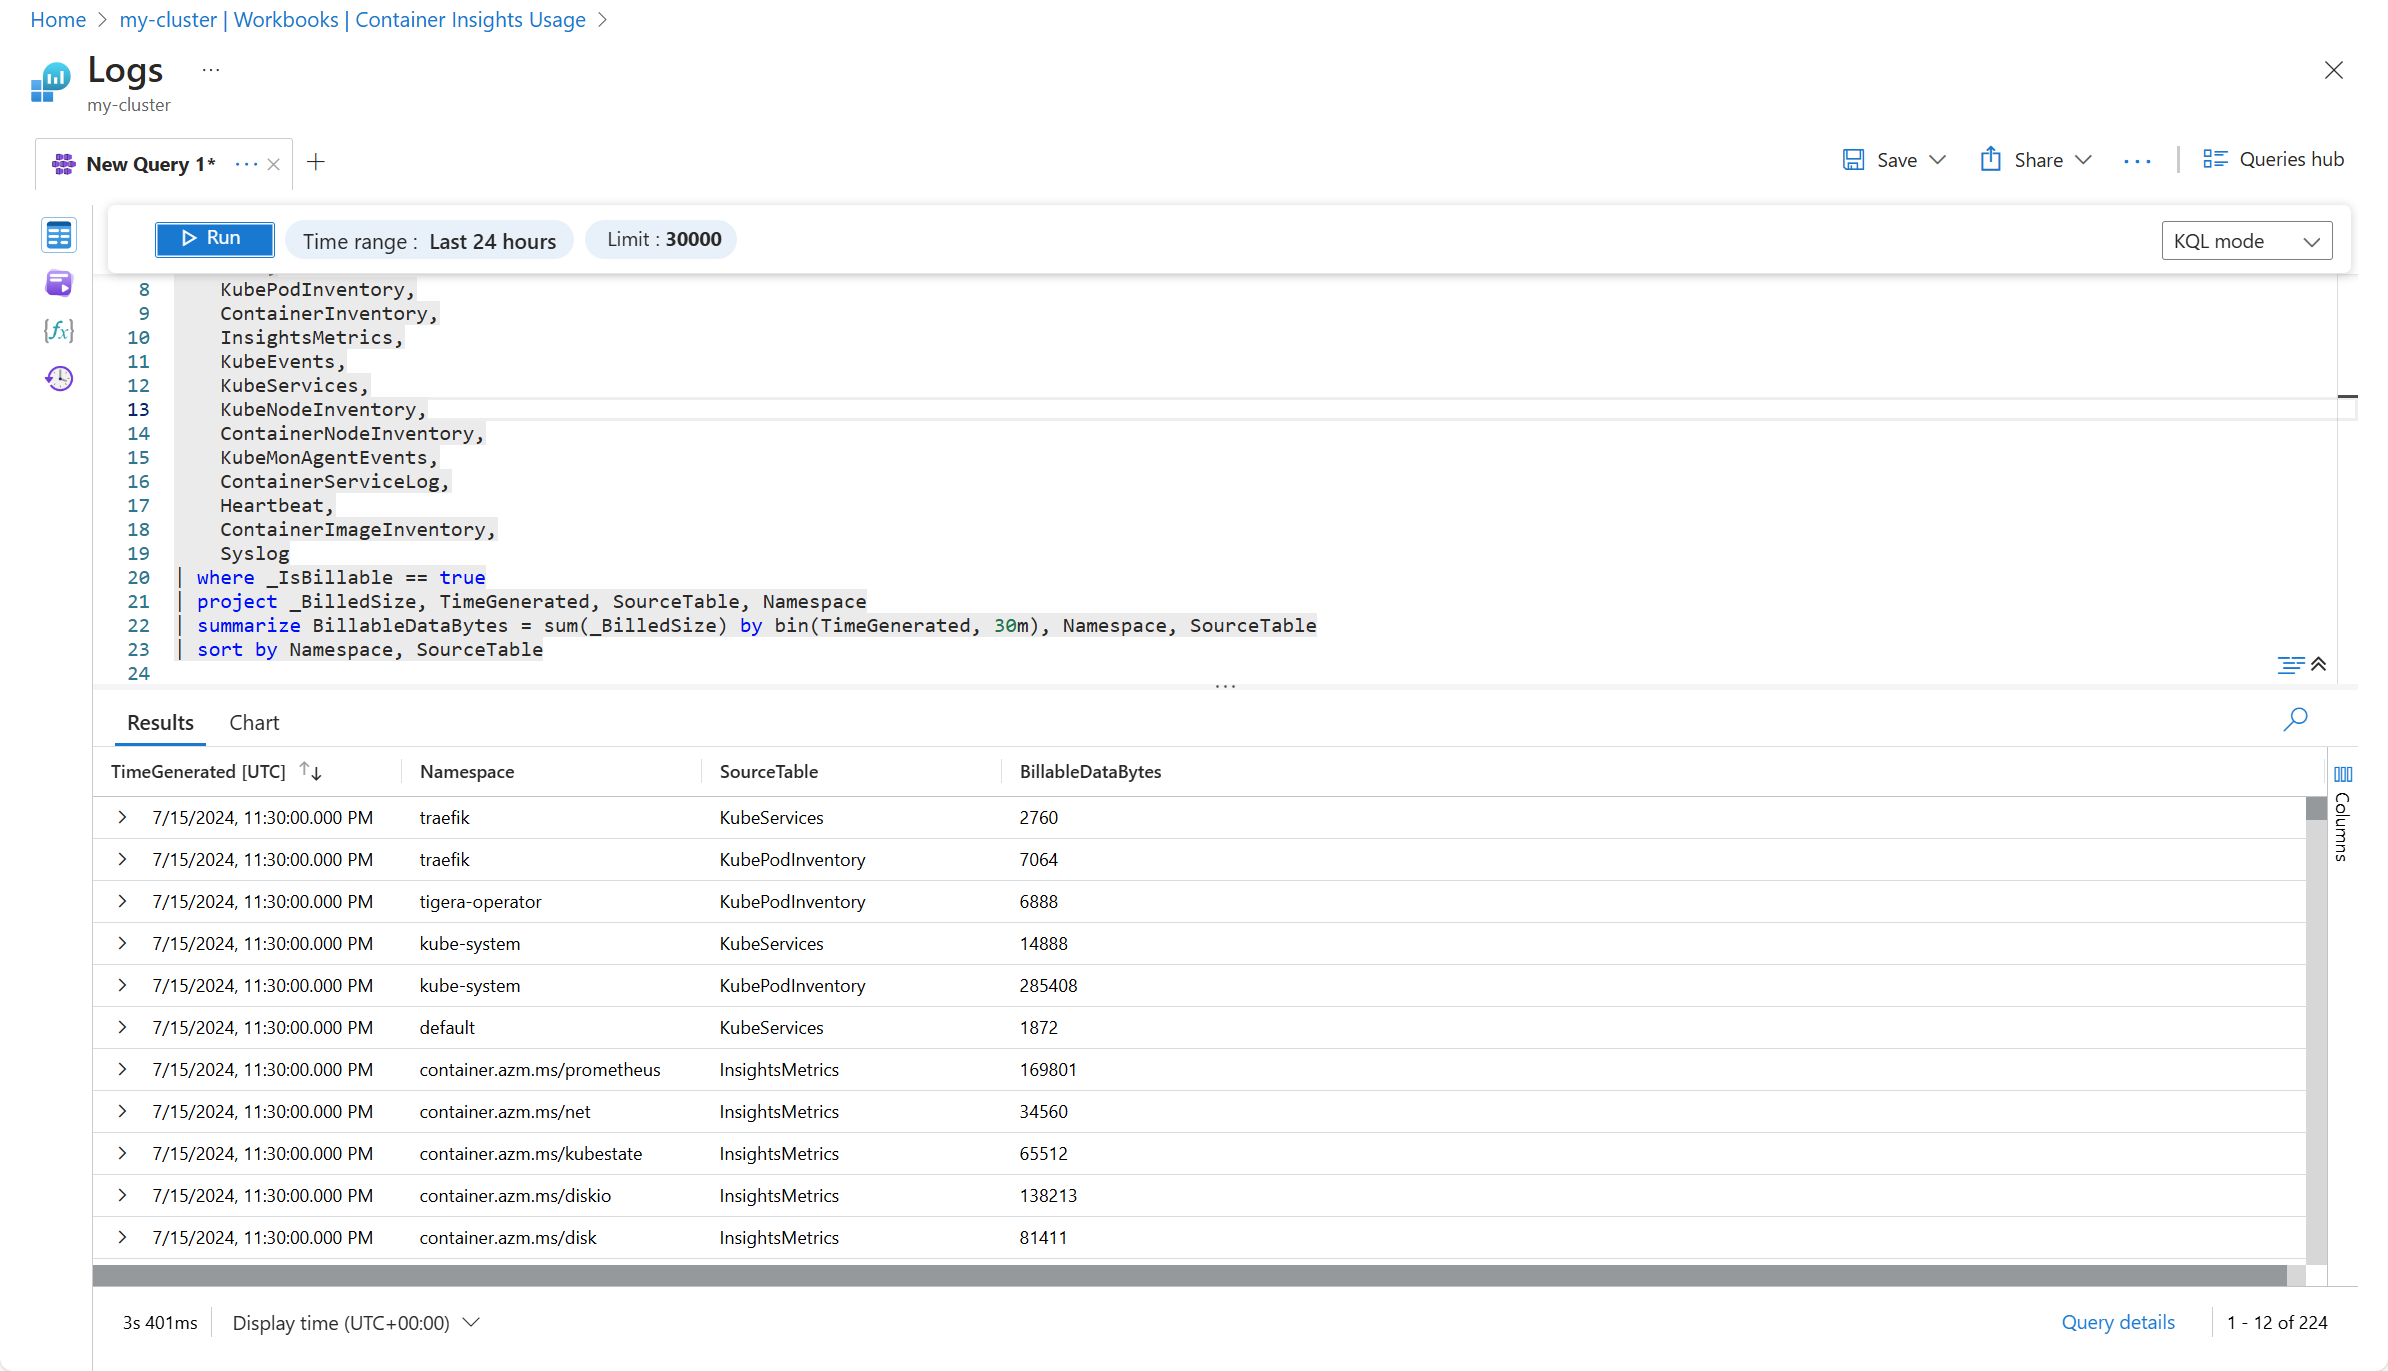 Home > my-cluster | Workbooks | Container Insights Usage >
Logs ...
my-cluster
New Query 1* ... × +
Save Share ... | Queries hub
Run Time range : Last 24 hours Limit : 30000 KQL mode
8 KubePodInventory,
9 ContainerInventory,
10 InsightsMetrics,
11 KubeEvents,
12 KubeServices,
13 KubeNodeInventory,
14 ContainerNodeInventory,
15 KubeMonAgentEvents,
16 ContainerServiceLog,
17 Heartbeat,
18 ContainerImageInventory,
19 Syslog
20 | where _IsBillable == true
21 | project _BilledSize, TimeGenerated, SourceTable, Namespace
22 | summarize BillableDataBytes = sum(_BilledSize) by bin(TimeGenerated, 30m), Namespace, SourceTable
23 | sort by Namespace, SourceTable
24
...
Results Chart
TimeGenerated [UTC] ↑↓ Namespace SourceTable BillableDataBytes
> 7/15/2024, 11:30:00.000 PM traefik KubeServices 2760
> 7/15/2024, 11:30:00.000 PM traefik KubePodInventory 7064
> 7/15/2024, 11:30:00.000 PM tigera-operator KubePodInventory 6888
> 7/15/2024, 11:30:00.000 PM kube-system KubeServices 14888
> 7/15/2024, 11:30:00.000 PM kube-system KubePodInventory 285408
> 7/15/2024, 11:30:00.000 PM default KubeServices 1872
> 7/15/2024, 11:30:00.000 PM container.azm.ms/prometheus InsightsMetrics 169801
> 7/15/2024, 11:30:00.000 PM container.azm.ms/net InsightsMetrics 34560
> 7/15/2024, 11:30:00.000 PM container.azm.ms/kubestate InsightsMetrics 65512
> 7/15/2024, 11:30:00.000 PM container.azm.ms/diskio InsightsMetrics 138213
> 7/15/2024, 11:30:00.000 PM container.azm.ms/disk InsightsMetrics 81411
Columns
3s 401ms Display time (UTC+00:00) Query details 1 - 12 of 224